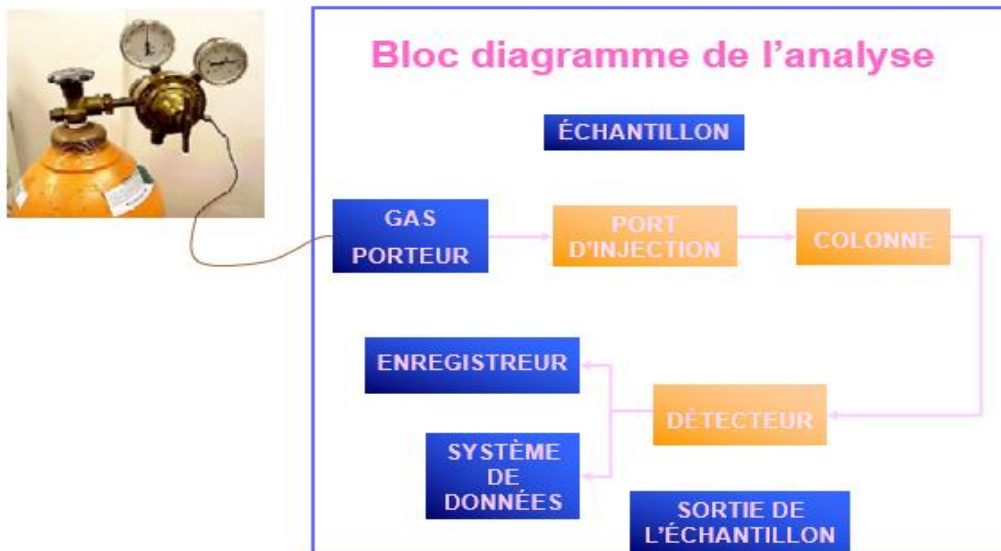 Bloc diagramme de l'analyse
ÉCHANTILLON
GAS
PORTEUR
PORT
D'INJECTION
COLONNE
ENREGISTREUR
DÉTECTEUR
SYSTÈME
DE
DONNÉES
SORTIE DE
L'ÉCHANTILLON